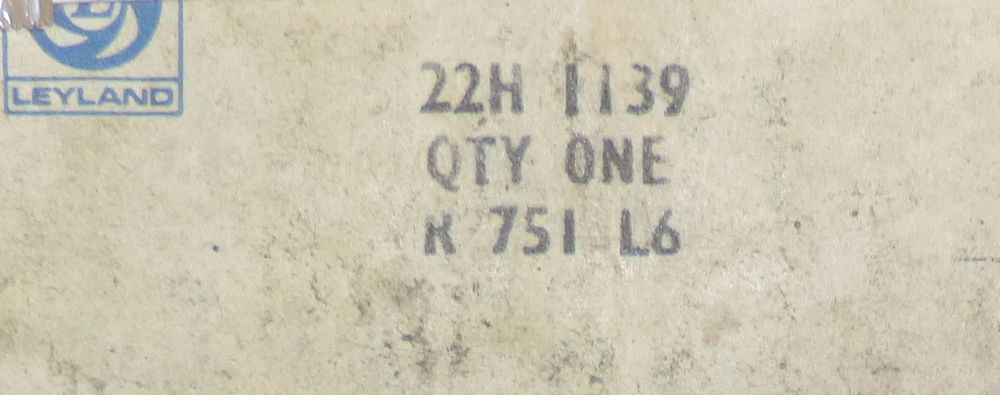 LEYLAND
22H 1139
QTY ONE
R 751 L6